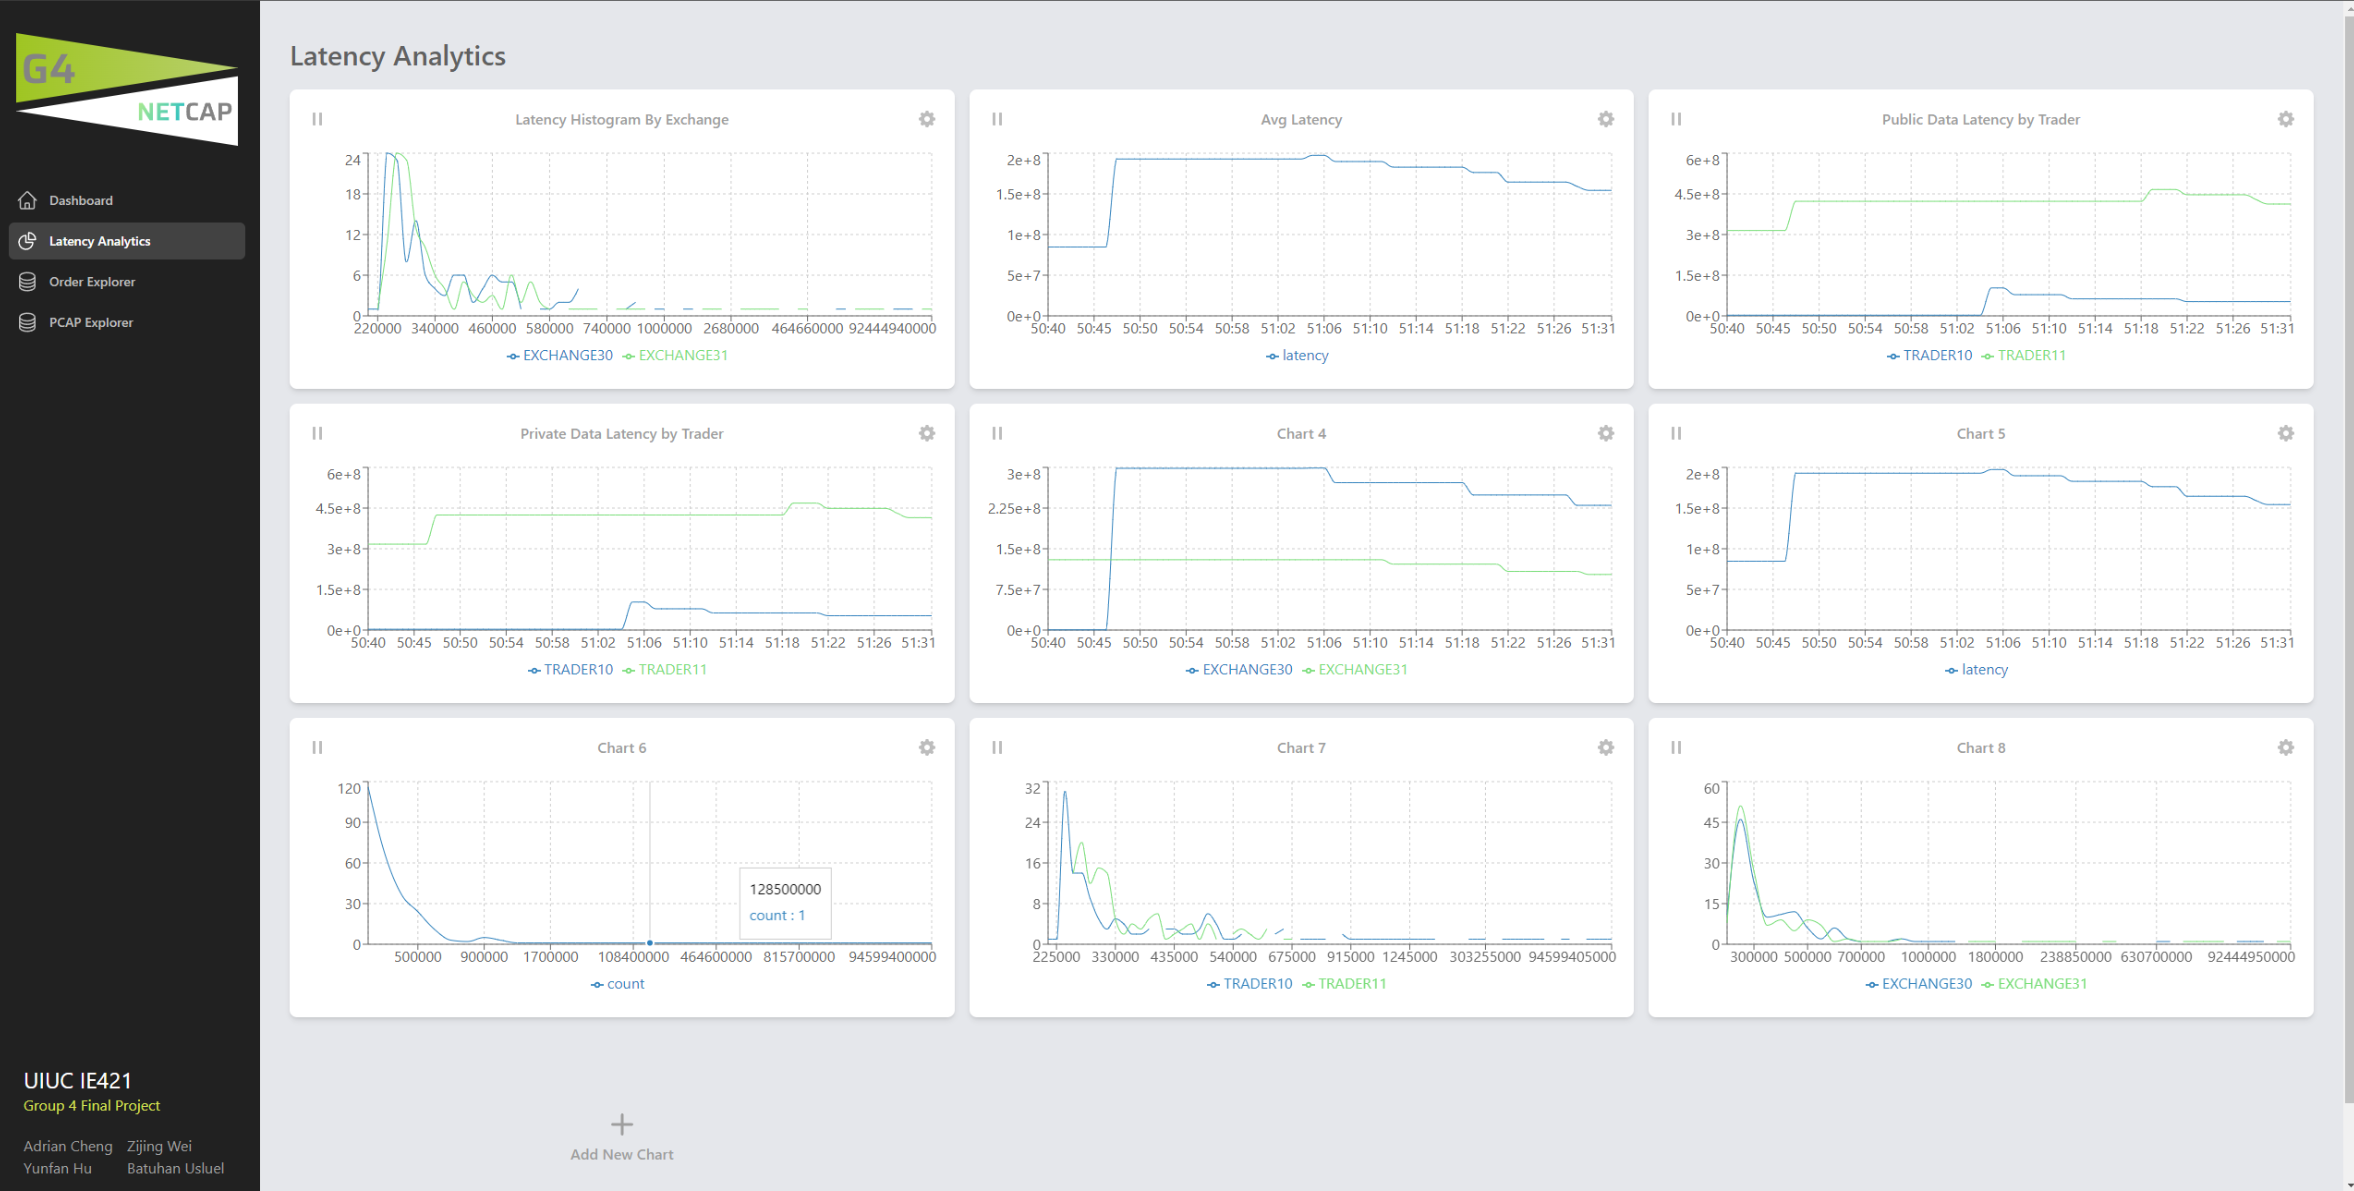 G4
NETCAP
Dashboard
Latency Analytics
Order Explorer
PCAP Explorer
UIUC IE421
Group 4 Final Project
Adrian Cheng Zijing Wei
Yunfan Hu Batuhan Usluel
Latency Analytics
Latency Histogram By Exchange
24
18
12
6
0
220000 340000 460000 580000 740000 1000000 2680000 464660000 92444940000
EXCHANGE30 EXCHANGE31
Avg Latency
2e+8
1.5e+8
1e+8
5e+7
0e+0
50:40 50:45 50:50 50:54 50:58 51:02 51:06 51:10 51:14 51:18 51:22 51:26 51:31
latency
Public Data Latency by Trader
6e+8
4.5e+8
3e+8
1.5e+8
0e+0
50:40 50:45 50:50 50:54 50:58 51:02 51:06 51:10 51:14 51:18 51:22 51:26 51:31
TRADER10 TRADER11
Private Data Latency by Trader
6e+8
4.5e+8
3e+8
1.5e+8
0e+0
50:40 50:45 50:50 50:54 50:58 51:02 51:06 51:10 51:14 51:18 51:22 51:26 51:31
TRADER10 TRADER11
Chart 4
3e+8
2.25e+8
1.5e+8
7.5e+7
0e+0
50:40 50:45 50:50 50:54 50:58 51:02 51:06 51:10 51:14 51:18 51:22 51:26 51:31
EXCHANGE30 EXCHANGE31
Chart 5
2e+8
1.5e+8
1e+8
5e+7
0e+0
50:40 50:45 50:50 50:54 50:58 51:02 51:06 51:10 51:14 51:18 51:22 51:26 51:31
latency
Chart 6
120
90
60
30
0
128500000
count : 1
500000 900000 1700000 108400000 464600000 815700000 94599400000
count
Chart 7
32
24
16
8
0
225000 330000 435000 540000 675000 915000 1245000 303255000 94599405000
TRADER10 TRADER11
Chart 8
60
45
30
15
0
300000 500000 700000 1000000 1800000 238850000 630700000 92444950000
EXCHANGE30 EXCHANGE31
Add New Chart